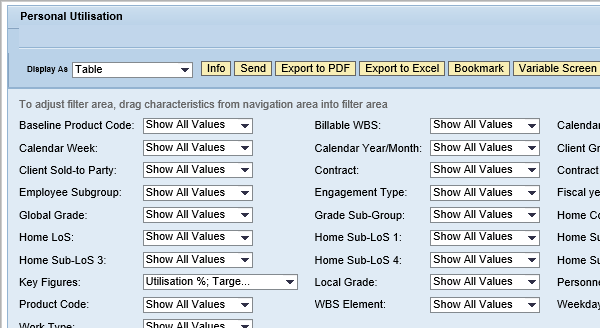 Personal Utilisation
Display As Table Info Send Export to PDF Export to Excel Bookmark Variable Screen
To adjust filter area, drag characteristics from navigation area into filter area
Baseline Product Code: Show All Values Billable WBS: Show All Values Calendar
Calendar Week: Show All Values Calendar Year/Month: Show All Values Client Gr
Client Sold-to Party: Show All Values Contract: Show All Values Contract
Employee Subgroup: Show All Values Engagement Type: Show All Values Fiscal ye
Global Grade: Show All Values Grade Sub-Group: Show All Values Home Co
Home LoS: Show All Values Home Sub-LoS 1: Show All Values Home Su
Home Sub-LoS 3: Show All Values Home Sub-LoS 4: Show All Values Home Su
Key Figures: Utilisation %; Targe... Local Grade: Show All Values Personne
Product Code: Show All Values WBS Element: Show All Values Weekday
Work Type: Show All Values